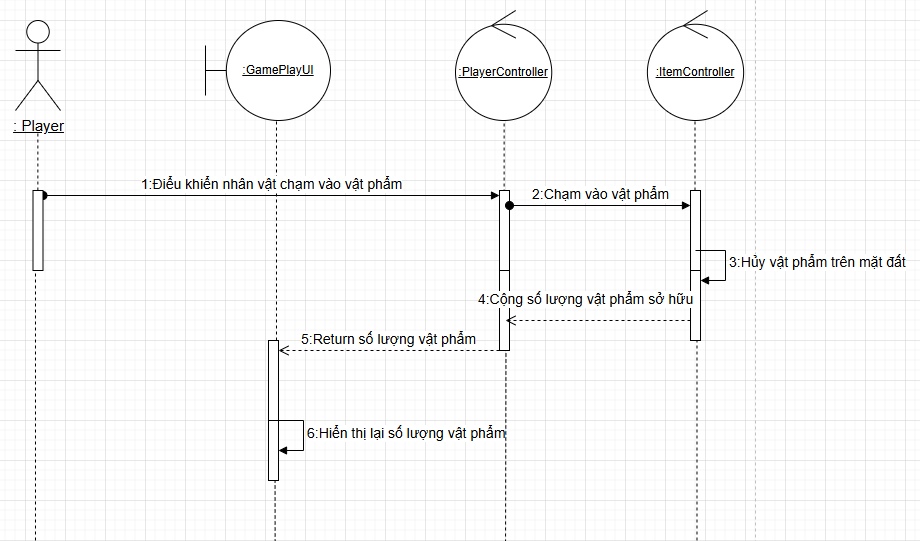 :GamePlayUI
:PlayerController
:ItemController
: Player
1:Điểu khiển nhân vật chạm vào vật phẩm
2:Chạm vào vật phẩm
3:Hủy vật phẩm trên mặt đất
4:Cộng số lượng vật phẩm sở hữu
5:Return số lượng vật phẩm
6:Hiển thị lại số lượng vật phẩm